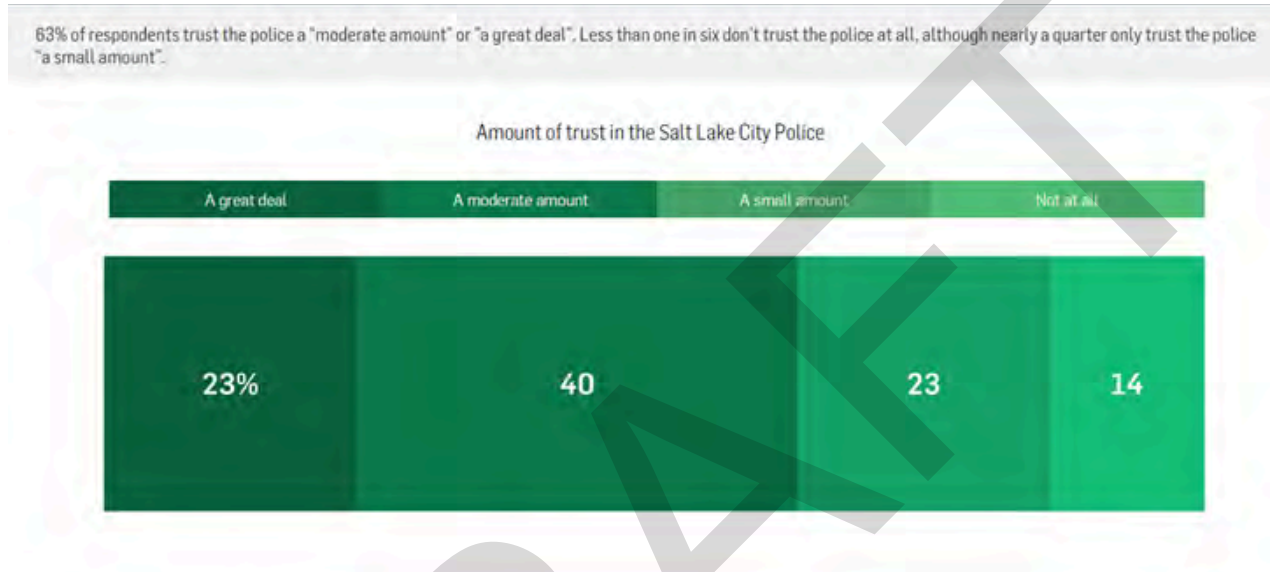 63% of respondents trust the police a "moderate amount" or "a great deal". Less than one in six don't trust the police at all, although nearly a quarter only trust the police
"a small amount".
Amount of trust in the Salt Lake City Police
A great deal A moderate amount A small amount Not at all
23% 40 23 14